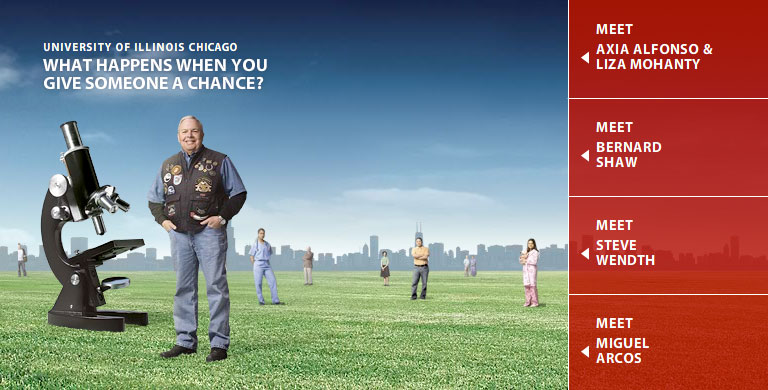 UNIVERSITY OF ILLINOIS CHICAGO
WHAT HAPPENS WHEN YOU
GIVE SOMEONE A CHANCE?
MEET
AXIA ALFONSO &
LIZA MOHANTY
MEET
BERNARD
SHAW
MEET
STEVE
WENDTH
MEET
MIGUEL
ARCOS